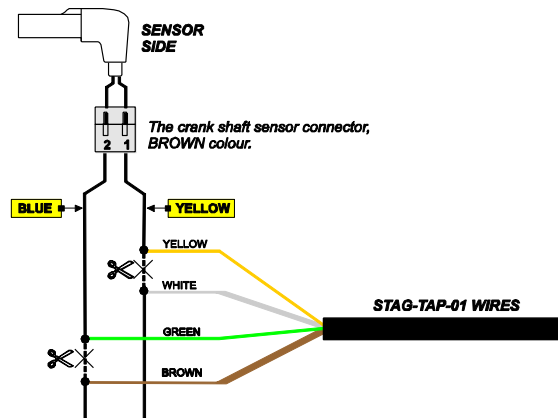 SENSOR
SIDE
The crank shaft sensor connector,
BROWN colour.
2 1
BLUE
YELLOW
YELLOW
WHITE
STAG-TAP-01 WIRES
GREEN
BROWN